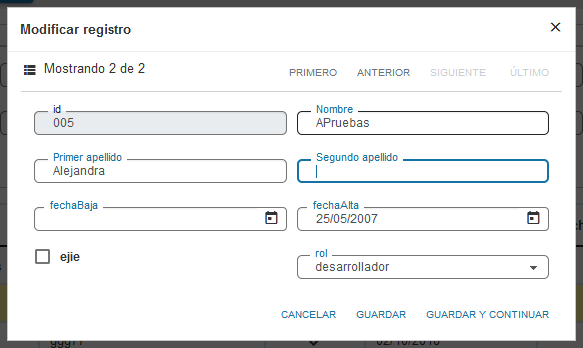 Modificar registro
Mostrando 2 de 2
PRIMERO ANTERIOR SIGUIENTE ÚLTIMO
id
005
Nombre
APruebas
Primer apellido
Alejandra
Segundo apellido
fechaBaja
fechaAlta
25/05/2007
ejie
rol
desarrollador
CANCELAR GUARDAR GUARDAR Y CONTINUAR